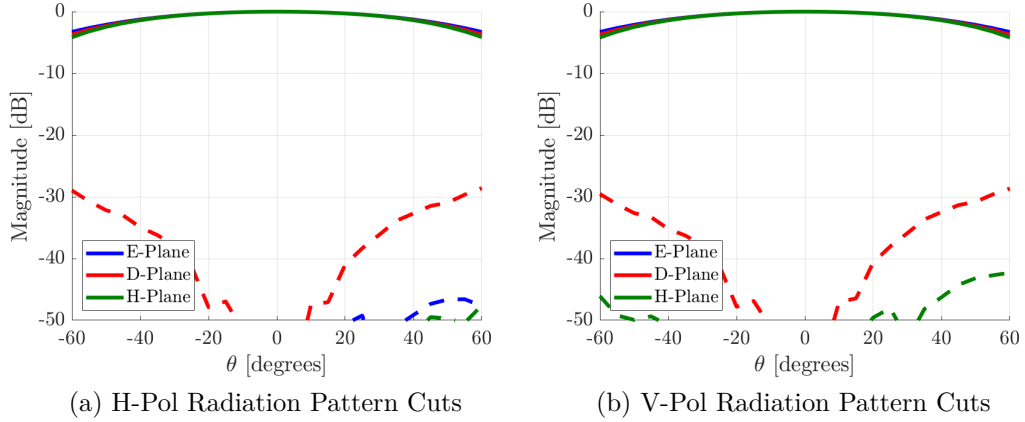 0
-10
-20
-30
-40
-50
Magnitude [dB]
E-Plane
D-Plane
H-Plane
-60 -40 -20 0 20 40 60
θ [degrees]
(a) H-Pol Radiation Pattern Cuts
0
-10
-20
-30
-40
-50
Magnitude [dB]
E-Plane
D-Plane
H-Plane
-60 -40 -20 0 20 40 60
θ [degrees]
(b) V-Pol Radiation Pattern Cuts